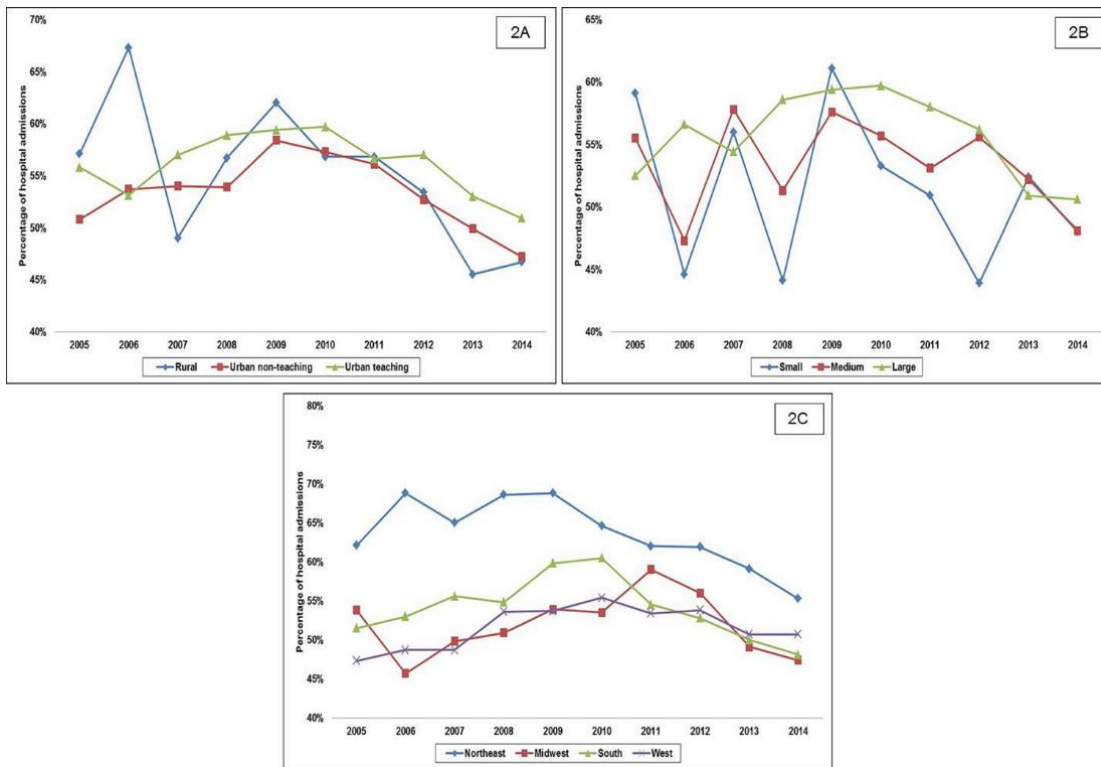 2A
Percentage of hospital admissions
70%
65%
60%
55%
50%
45%
40%
2005 2006 2007 2008 2009 2010 2011 2012 2013 2014
Rural Urban non-teaching Urban teaching
2B
Percentage of hospital admissions
65%
60%
55%
50%
45%
40%
2005 2006 2007 2008 2009 2010 2011 2012 2013 2014
Small Medium Large
2C
Percentage of hospital admissions
80%
75%
70%
65%
60%
55%
50%
45%
40%
2005 2006 2007 2008 2009 2010 2011 2012 2013 2014
Northeast Midwest South West